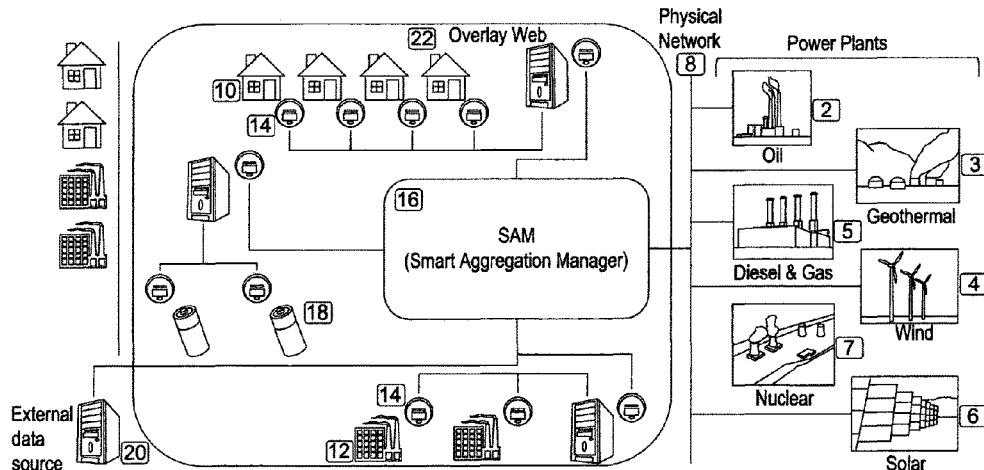 Physical
Network
Power Plants
22
Overlay Web
8
10
2
14
Oil
3
16
Geothermal
SAM
(Smart Aggregation Manager)
5
Diesel & Gas
4
18
Wind
7
14
Nuclear
External
data
source
20
12
6
Solar